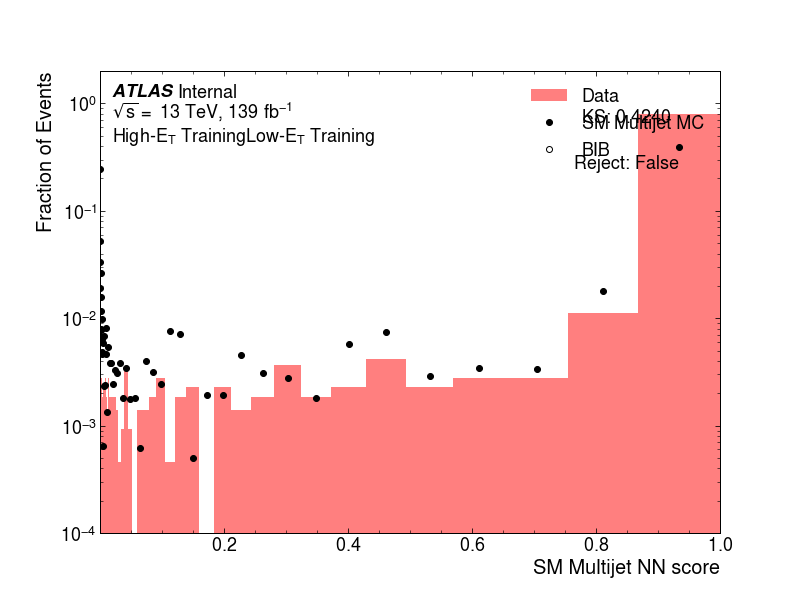 ATLAS Internal
√s = 13 TeV, 139 fb⁻¹
High-E_T TrainingLow-E_T Training
Data
KS: 0.4240
SM Multijet MC
BIB
Reject: False
Fraction of Events
10⁰
10⁻¹
10⁻²
10⁻³
10⁻⁴
0.2 0.4 0.6 0.8 1.0
SM Multijet NN score